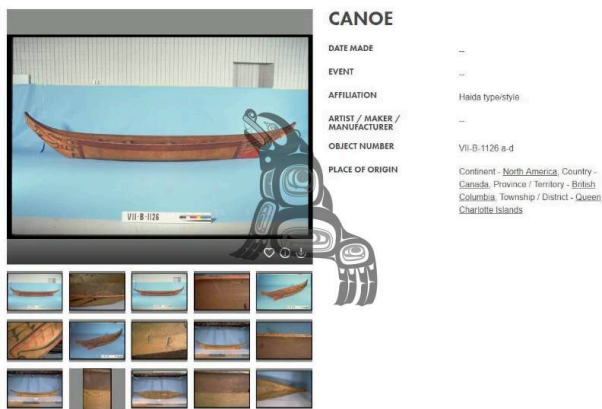 CANOE
DATE MADE
--
EVENT
--
AFFILIATION
Haida type/style
ARTIST / MAKER /
MANUFACTURER
--
OBJECT NUMBER
VII-B-1126 a-d
PLACE OF ORIGIN
Continent - North America, Country -
Canada, Province / Territory - British
Columbia, Township / District - Queen
Charlotte Islands
VII-B-1126